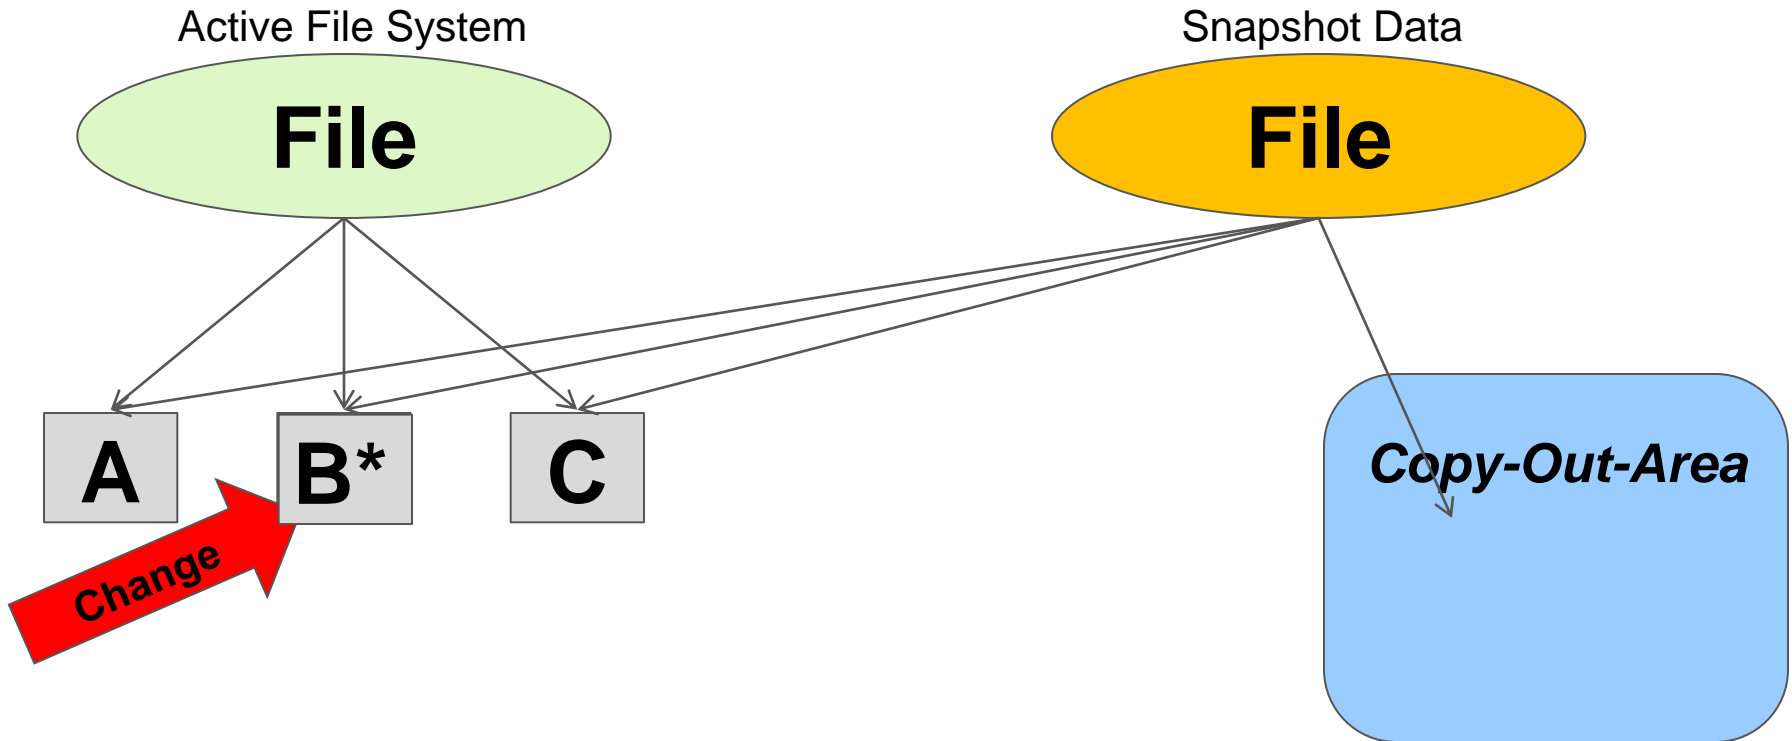 Active File System
Snapshot Data
File
File
A
B*
C
Copy-Out-Area
Change